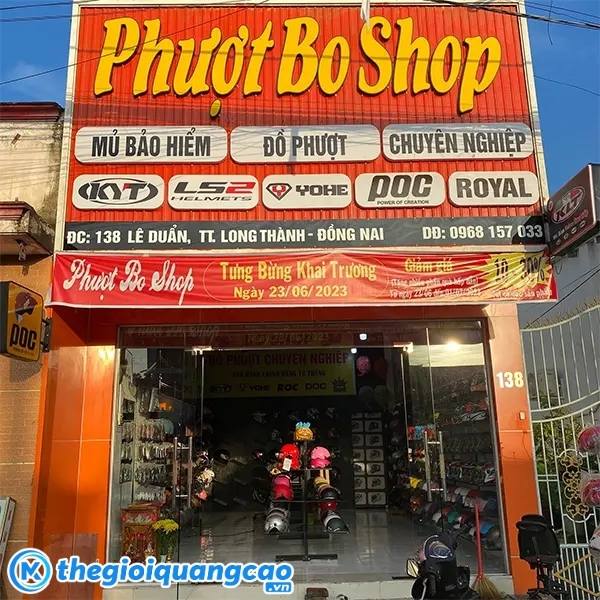 Phượt Bo Shop
MỦ BẢO HIỂM ĐỒ PHƯỢT CHUYÊN NGHIỆP
KYT LS2 HELMETS YOHE POC POWER OF CREATION ROYAL
ĐC: 138 LÊ DUẨN, TT. LONG THÀNH - ĐỒNG NAI DĐ: 0968 157 033
Phượt Bo Shop Tưng Bừng Khai Trương Giảm giá
Ngày 23/06/2023
POC
ĐỒ PHƯỢT CHUYÊN NGHIỆP
KYT YOHE ROC POC
138
thegioiquangcao.vn